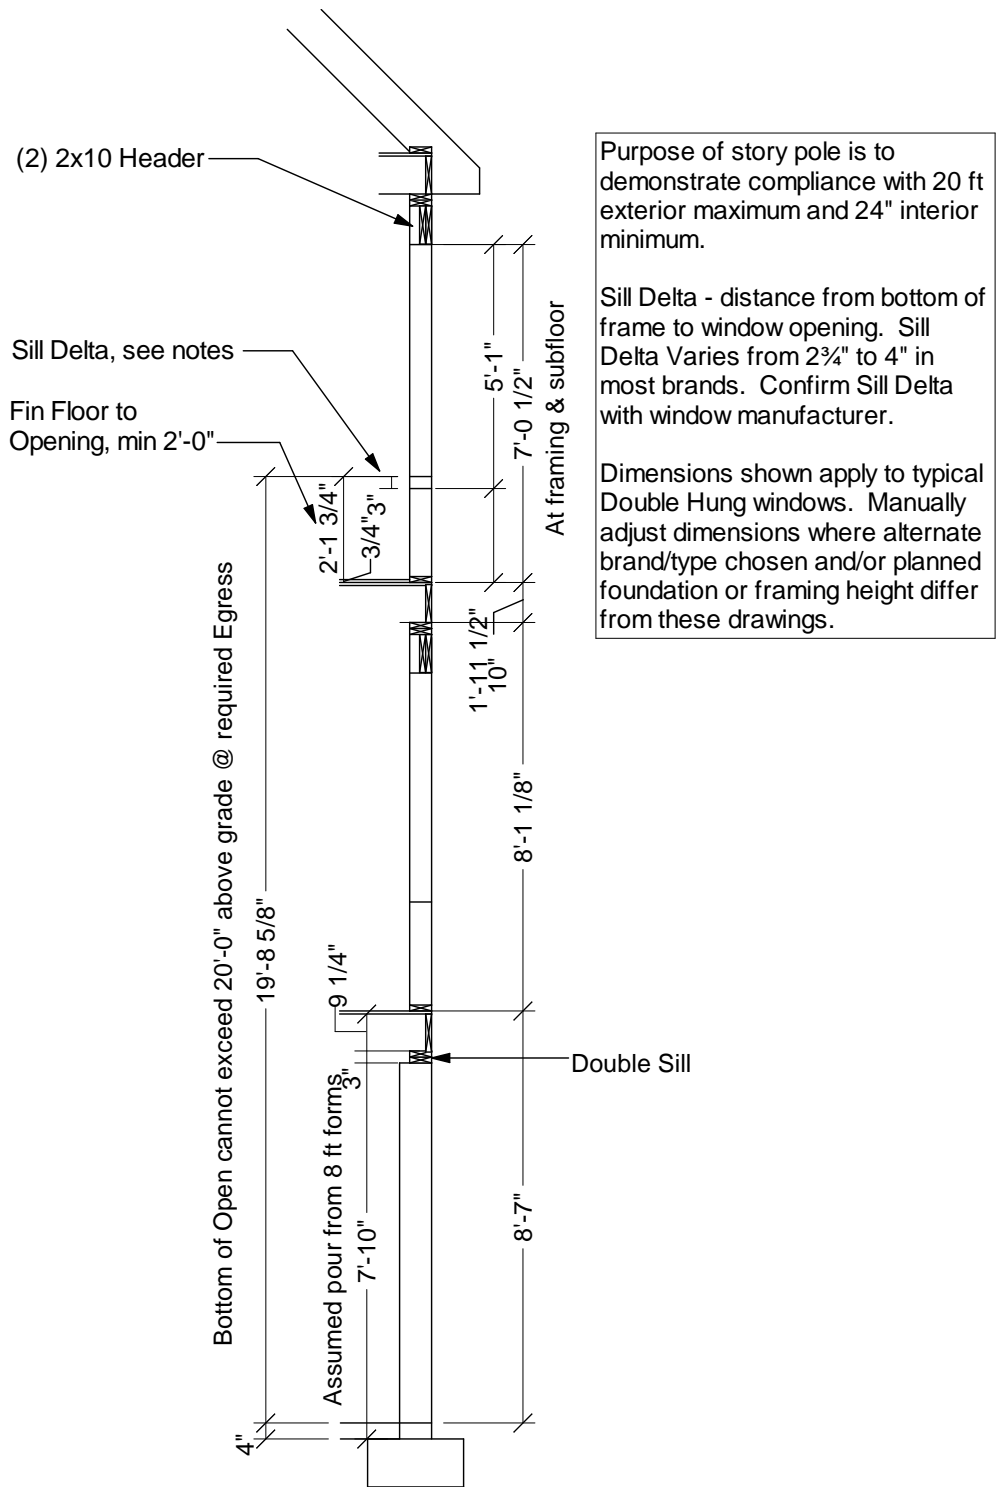 (2) 2x10 Header
Purpose of story pole is to
demonstrate compliance with 20 ft
exterior maximum and 24" interior
minimum.
Sill Delta - distance from bottom of
frame to window opening.  Sill
Delta Varies from 2¾" to 4" in
most brands.  Confirm Sill Delta
with window manufacturer.
Dimensions shown apply to typical
Double Hung windows.  Manually
adjust dimensions where alternate
brand/type chosen and/or planned
foundation or framing height differ
from these drawings.
Sill Delta, see notes
Fin Floor to
Opening, min 2'-0"
5'-1"
7'-0 1/2"
At framing & subfloor
2'-1 3/4"
3/4"
3"
1'-11 1/2"
10"
8'-1 1/8"
Bottom of Open cannot exceed 20'-0" above grade @ required Egress
19'-8 5/8"
9 1/4"
3"
Double Sill
Assumed pour from 8 ft forms
7'-10"
8'-7"
4"